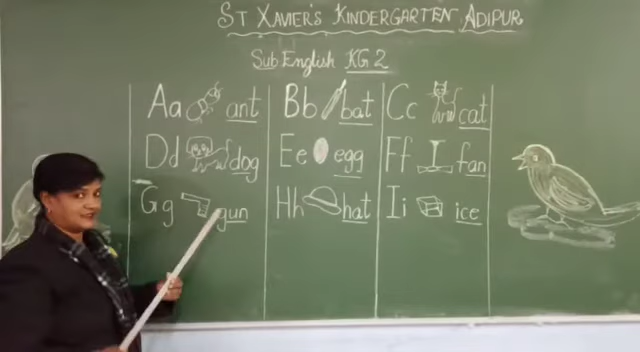 ST XAVIER'S KINDERGARTEN ADIPUR
Sub English KG 2
Aa ant Bb bat Cc cat
Dd dog Ee egg Ff fan
Gg gun Hh hat Ii ice